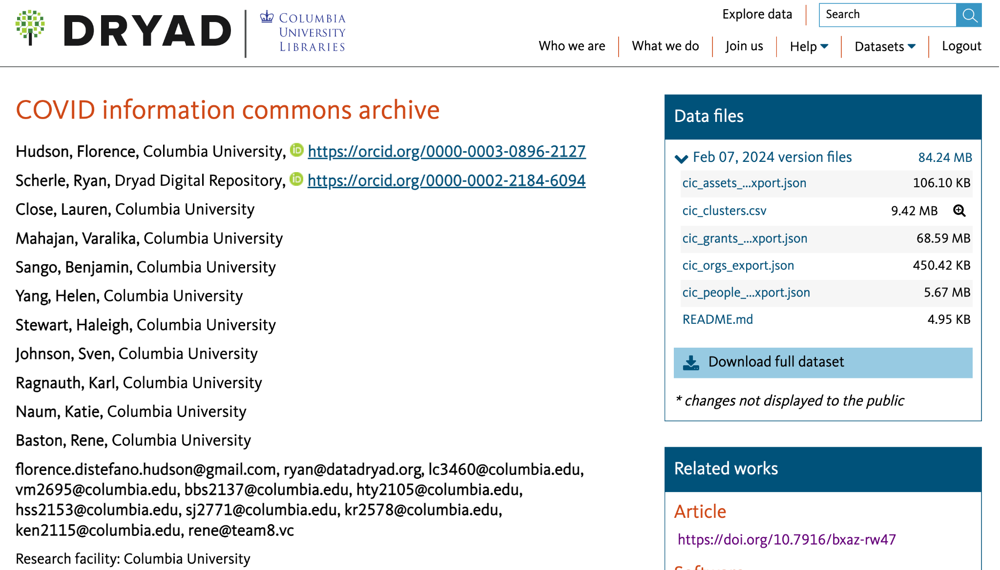 DRYAD
COLUMBIA
UNIVERSITY
LIBRARIES
Explore data
Search
Who we are
What we do
Join us
Help
Datasets
Logout
COVID information commons archive
Hudson, Florence, Columbia University, iD https://orcid.org/0000-0003-0896-2127
Scherle, Ryan, Dryad Digital Repository, iD https://orcid.org/0000-0002-2184-6094
Close, Lauren, Columbia University
Mahajan, Varalika, Columbia University
Sango, Benjamin, Columbia University
Yang, Helen, Columbia University
Stewart, Haleigh, Columbia University
Johnson, Sven, Columbia University
Ragnauth, Karl, Columbia University
Naum, Katie, Columbia University
Baston, Rene, Columbia University
florence.distefano.hudson@gmail.com, ryan@datadryad.org, lc3460@columbia.edu,
vm2695@columbia.edu, bbs2137@columbia.edu, hty2105@columbia.edu,
hss2153@columbia.edu, sj2771@columbia.edu, kr2578@columbia.edu,
ken2115@columbia.edu, rene@team8.vc
Research facility: Columbia University
Data files
Feb 07, 2024 version files 84.24 MB
cic_assets_...xport.json 106.10 KB
cic_clusters.csv 9.42 MB
cic_grants_...xport.json 68.59 MB
cic_orgs_export.json 450.42 KB
cic_people_...xport.json 5.67 MB
README.md 4.95 KB
Download full dataset
* changes not displayed to the public
Related works
Article
https://doi.org/10.7916/bxaz-rw47